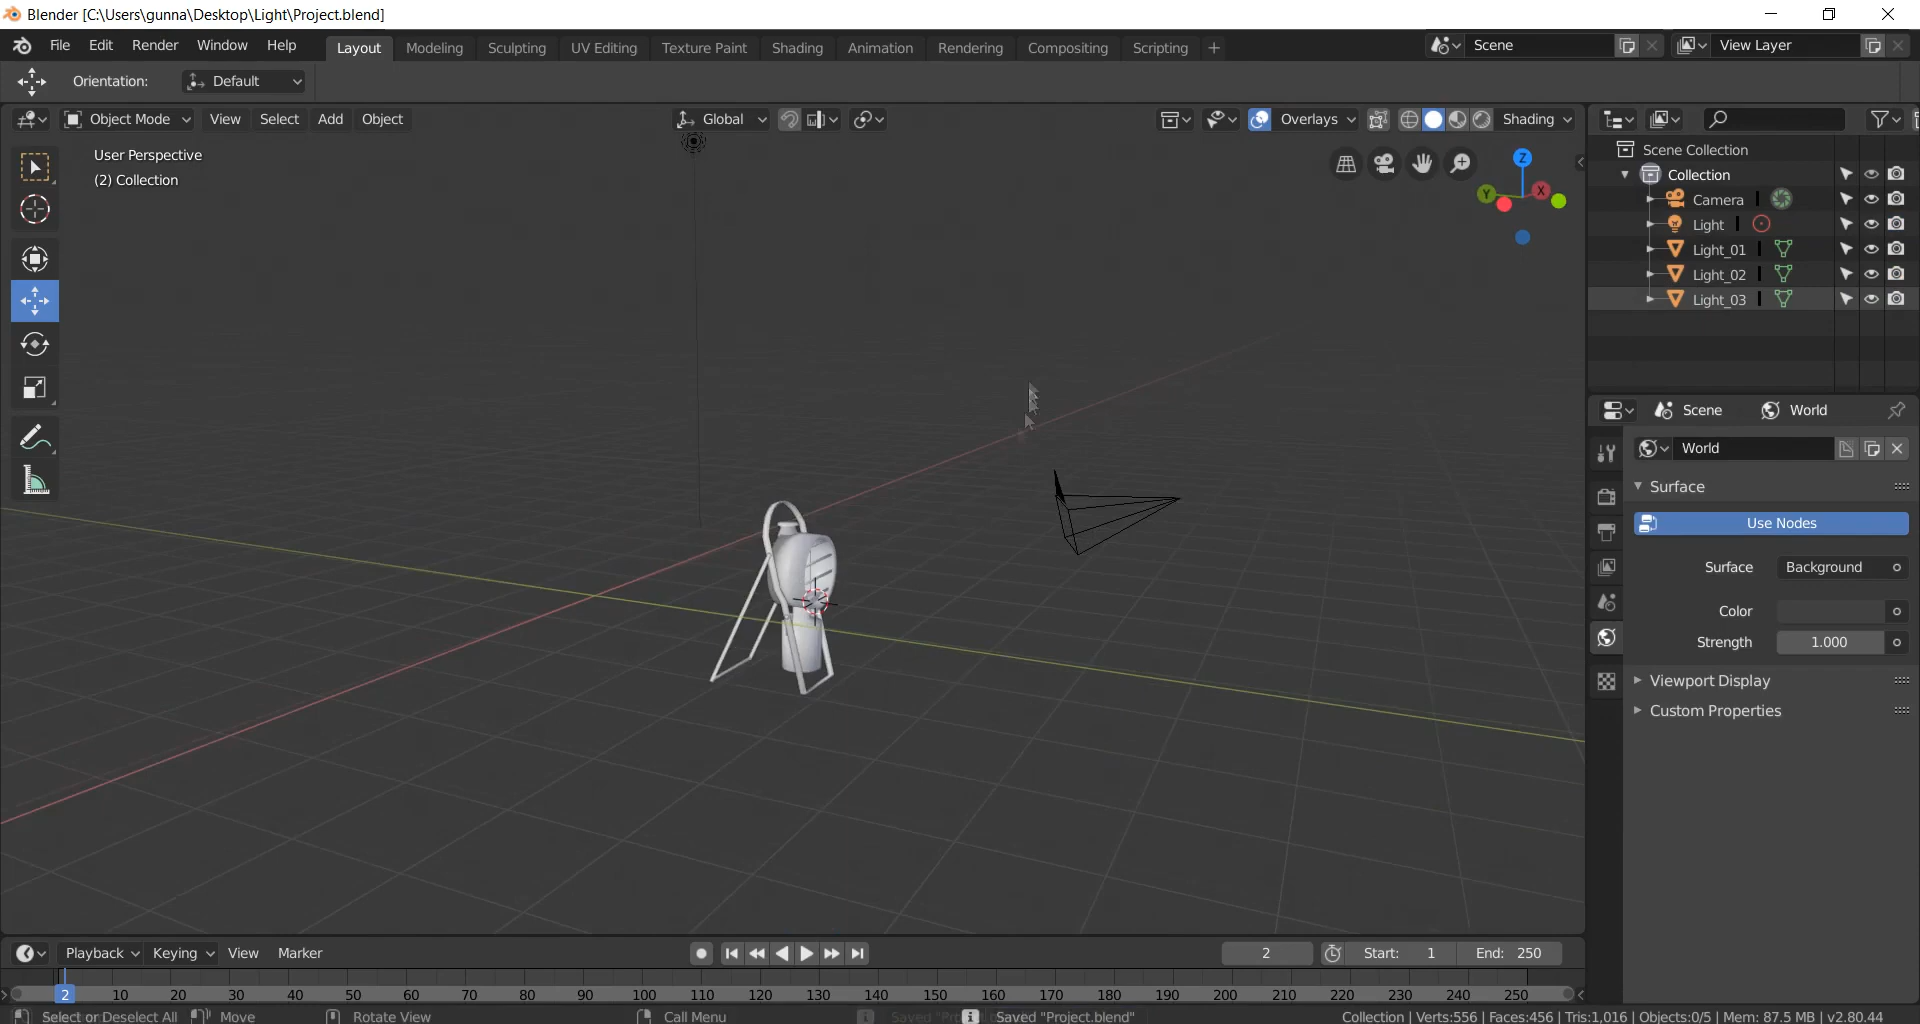 Blender [C:\Users\gunna\Desktop\Light\Project.blend]
File Edit Render Window Help Layout Modeling Sculpting UV Editing Texture Paint Shading Animation Rendering Compositing Scripting + Scene View Layer
Orientation: Default
Object Mode View Select Add Object Global Overlays Shading
User Perspective
(2) Collection
Z
Y X
Scene Collection
Collection
Camera
Light
Light_01
Light_02
Light_03
Scene World
World
Surface
Use Nodes
Surface Background
Color
Strength 1.000
Viewport Display
Custom Properties
Playback Keying View Marker 2 Start: 1 End: 250
2 10 20 30 40 50 60 70 80 90 100 110 120 130 140 150 160 170 180 190 200 210 220 230 240 250
Select or Deselect All Move Rotate View Call Menu Saved "Project.blend" Collection | Verts:556 | Faces:456 | Tris:1,016 | Objects:0/5 | Mem: 87.5 MB | v2.80.44